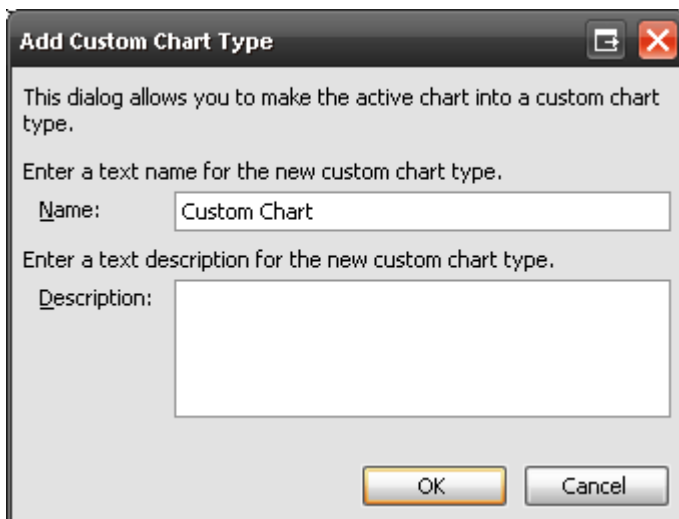 Add Custom Chart Type
This dialog allows you to make the active chart into a custom chart
type.
Enter a text name for the new custom chart type.
Name: Custom Chart
Enter a text description for the new custom chart type.
Description:
OK Cancel